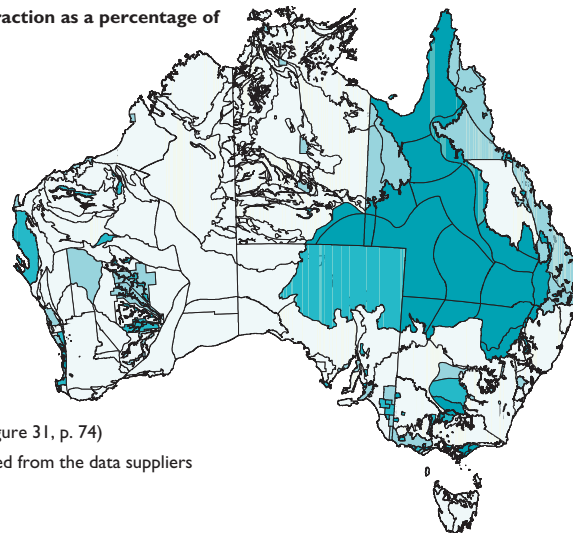 raction as a percentage of
gure 31, p. 74)
ed from the data suppliers